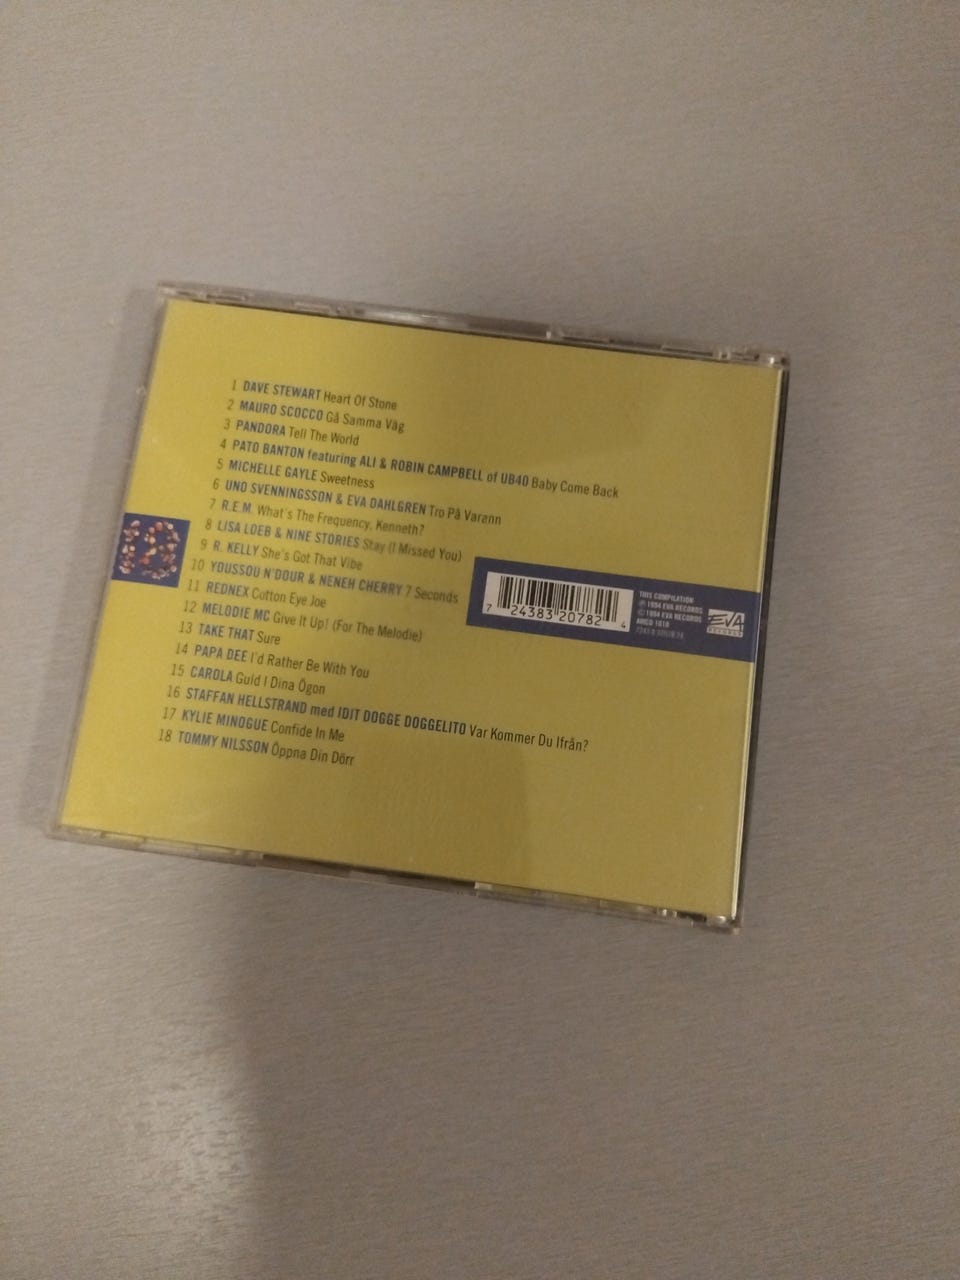 1 DAVE STEWART Heart Of Stone
2 MAURO SCOCCO Gå Samma Väg
3 PANDORA Tell The World
4 PATO BANTON featuring ALI & ROBIN CAMPBELL of UB40 Baby Come Back
5 MICHELLE GAYLE Sweetness
6 UNO SVENNINGSSON & EVA DAHLGREN Tro På Varann
7 R.E.M. What's The Frequency, Kenneth?
8 LISA LOEB & NINE STORIES Stay (I Missed You)
9 R. KELLY She's Got That Vibe
10 YOUSSOU N'DOUR & NENEH CHERRY 7 Seconds
11 REDNEX Cotton Eye Joe
12 MELODIE MC Give It Up! (For The Melodie)
13 TAKE THAT Sure
14 PAPA DEE I'd Rather Be With You
15 CAROLA Guld I Dina Ögon
16 STAFFAN HELLSTRAND med IDIT DOGGE DOGGELITO Var Kommer Du Ifrån?
17 KYLIE MINOGUE Confide In Me
18 TOMMY NILSSON Öppna Din Dörr
7 24383 20782 4
THIS COMPILATION
℗ 1994 EVA RECORDS
© 1994 EVA RECORDS
EVA
RECORDS